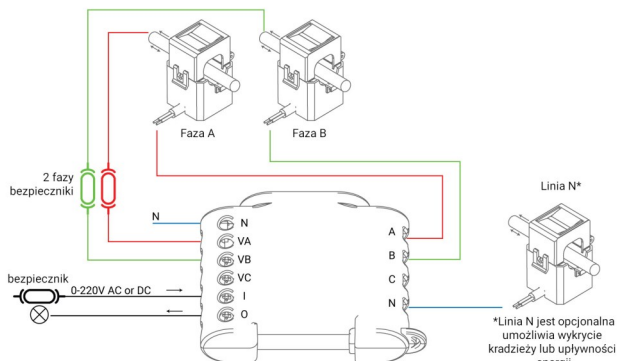 Faza A
Faza B
2 fazy
bezpieczniki
Linia N*
N
N
VA
VB
VC
I
O
A
B
C
N
bezpiecznik
0-220V AC or DC
*Linia N jest opcjonalna
umożliwia wykrycie
kradzieży lub upływności